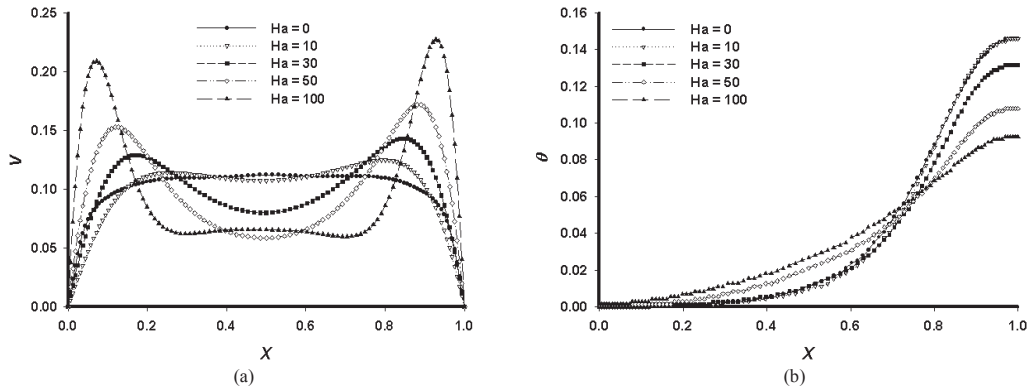 0.25
0.20
0.15
0.10
0.05
0.00
V
Ha = 0
Ha = 10
Ha = 30
Ha = 50
Ha = 100
0.0 0.2 0.4 0.6 0.8 1.0
X
(a)
0.16
0.14
0.12
0.10
0.08
0.06
0.04
0.02
0.00
θ
Ha = 0
Ha = 10
Ha = 30
Ha = 50
Ha = 100
0.0 0.2 0.4 0.6 0.8 1.0
X
(b)